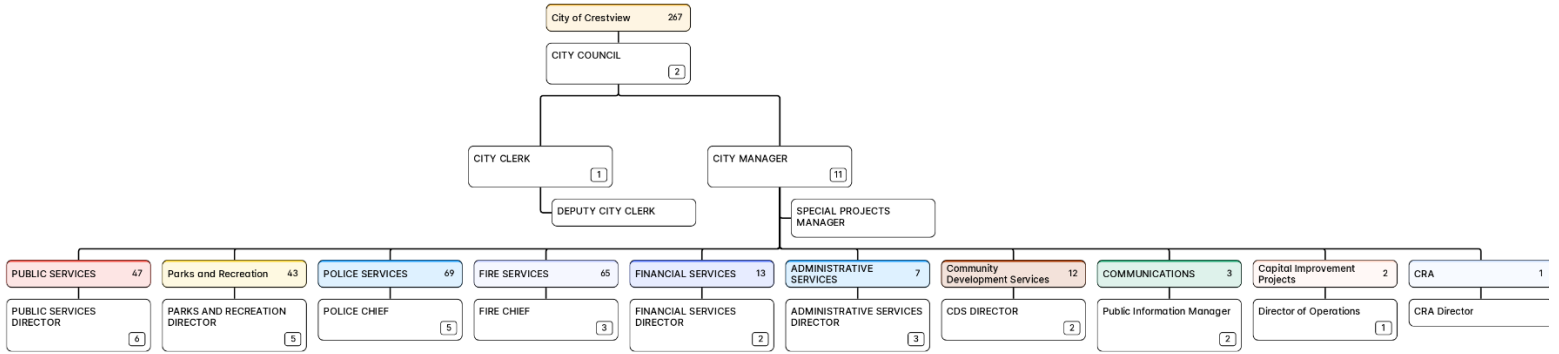 City of Crestview 267
CITY COUNCIL
2
CITY CLERK
1
CITY MANAGER
11
DEPUTY CITY CLERK
SPECIAL PROJECTS
MANAGER
PUBLIC SERVICES 47
Parks and Recreation 43
POLICE SERVICES 69
FIRE SERVICES 65
FINANCIAL SERVICES 13
ADMINISTRATIVE
SERVICES 7
Community
Development Services 12
COMMUNICATIONS 3
Capital Improvement
Projects 2
CRA 1
PUBLIC SERVICES
DIRECTOR
6
PARKS AND RECREATION
DIRECTOR
5
POLICE CHIEF
5
FIRE CHIEF
3
FINANCIAL SERVICES
DIRECTOR
2
ADMINISTRATIVE SERVICES
DIRECTOR
3
CDS DIRECTOR
2
Public Information Manager
2
Director of Operations
1
CRA Director